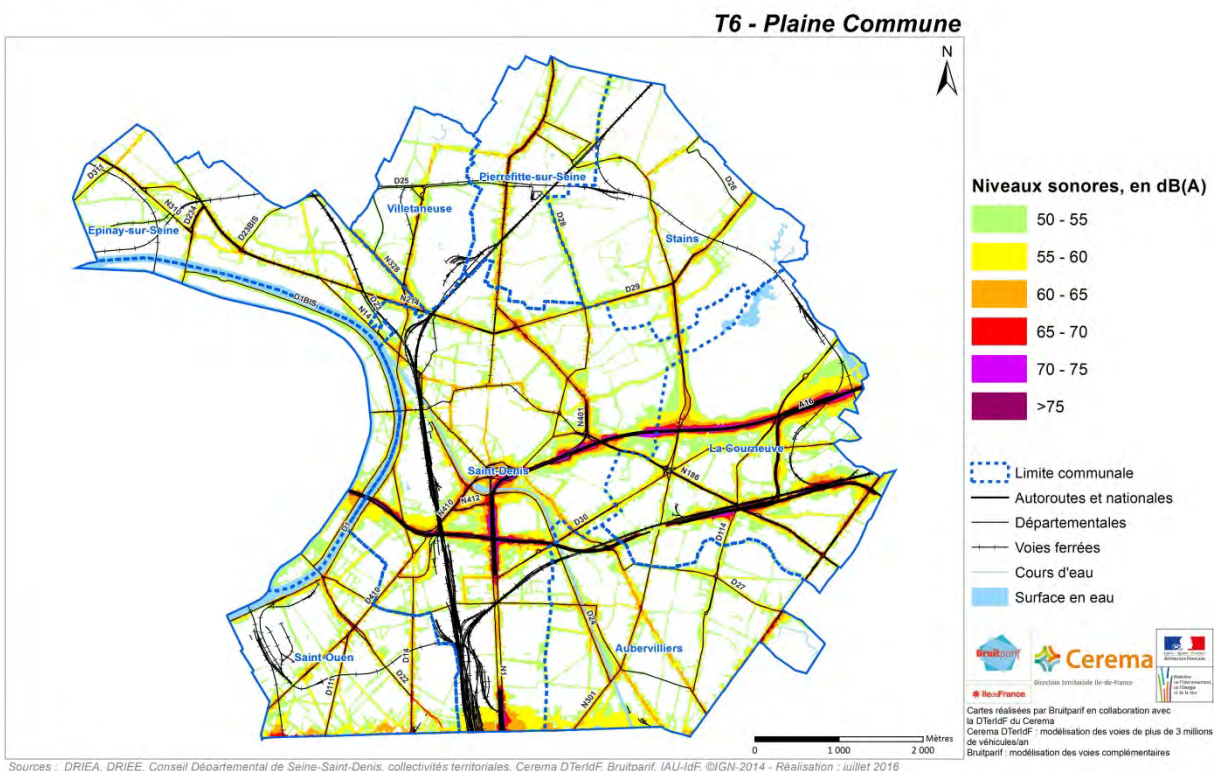 T6 - Plaine Commune
N
D311
N310
D234
D23BIS
Epinay-sur-Seine
D25
Villetaneuse
Pierrefitte-sur-Seine
D28
D28
Stains
N328
D1BIS
N214
N14
D29
N401
A16
La Courneuve
Saint-Denis
N186
N412
N410
D30
D114
D1
D27
D410
D24
Aubervilliers
Saint-Ouen
D14
D22
D111
N1
N301
Niveaux sonores, en dB(A)
50 - 55
55 - 60
60 - 65
65 - 70
70 - 75
>75
Limite communale
Autoroutes et nationales
Départementales
Voies ferrées
Cours d'eau
Surface en eau
Bruitparif
Cerema
Direction territoriale Ile-de-France
îledeFrance
Cartes réalisées par Bruitparif en collaboration avec
la DTerIdF du Cerema
Cerema DTerIdF : modélisation des voies de plus de 3 millions
de véhicules/an
Bruitparif : modélisation des voies complémentaires
Mètres
0 1 000 2 000
Sources : DRIEA, DRIEE, Conseil Départemental de Seine-Saint-Denis, collectivités territoriales, Cerema DTerIdF, Bruitparif, IAU-IdF, ©IGN-2014 - Réalisation : juillet 2016